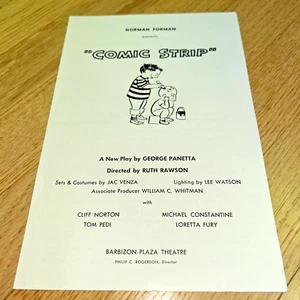 NORMAN FORMAN
presents
"COMIC STRIP"
A New Play by GEORGE PANETTA
Directed by RUTH RAWSON
Sets & Costumes by JAC VENZA Lighting by LEE WATSON
Associate Producer WILLIAM C. WHITMAN
with
CLIFF NORTON MICHAEL CONSTANTINE
TOM PEDI LORETTA FURY
BARBIZON-PLAZA THEATRE
PHILIP C. ROGERSON, Director